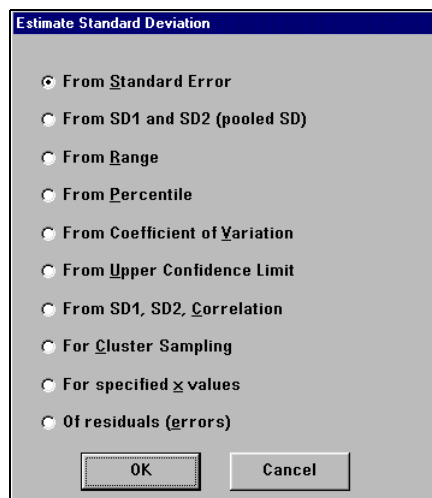 Estimate Standard Deviation
From Standard Error
From SD1 and SD2 (pooled SD)
From Range
From Percentile
From Coefficient of Variation
From Upper Confidence Limit
From SD1, SD2, Correlation
For Cluster Sampling
For specified x values
Of residuals (errors)
OK
Cancel